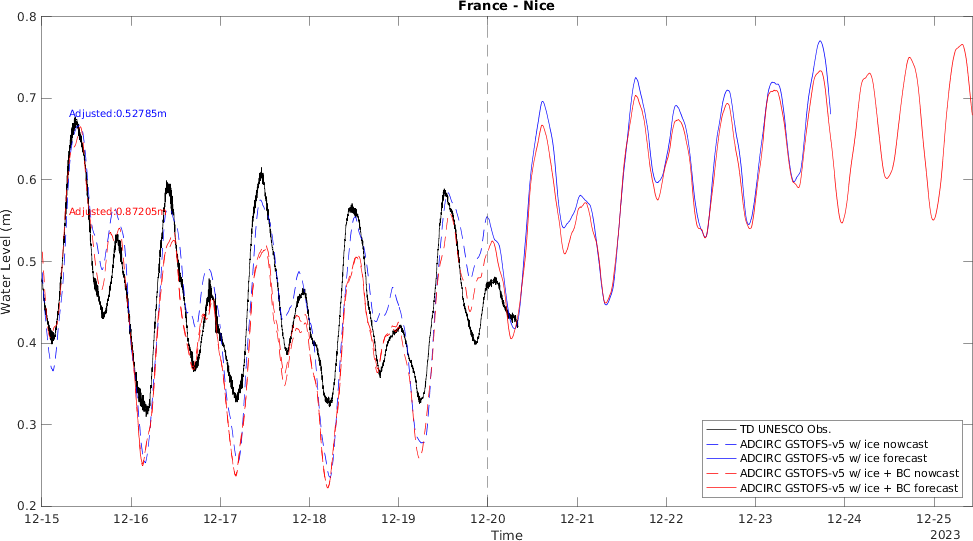 France - Nice
0.8
0.7
0.6
0.5
0.4
0.3
0.2
Water Level (m)
Adjusted:0.52785m
Adjusted:0.87205m
TD UNESCO Obs.
ADCIRC GSTOFS-v5 w/ ice nowcast
ADCIRC GSTOFS-v5 w/ ice forecast
ADCIRC GSTOFS-v5 w/ ice + BC nowcast
ADCIRC GSTOFS-v5 w/ ice + BC forecast
12-15 12-16 12-17 12-18 12-19 12-20 12-21 12-22 12-23 12-24 12-25
Time
2023